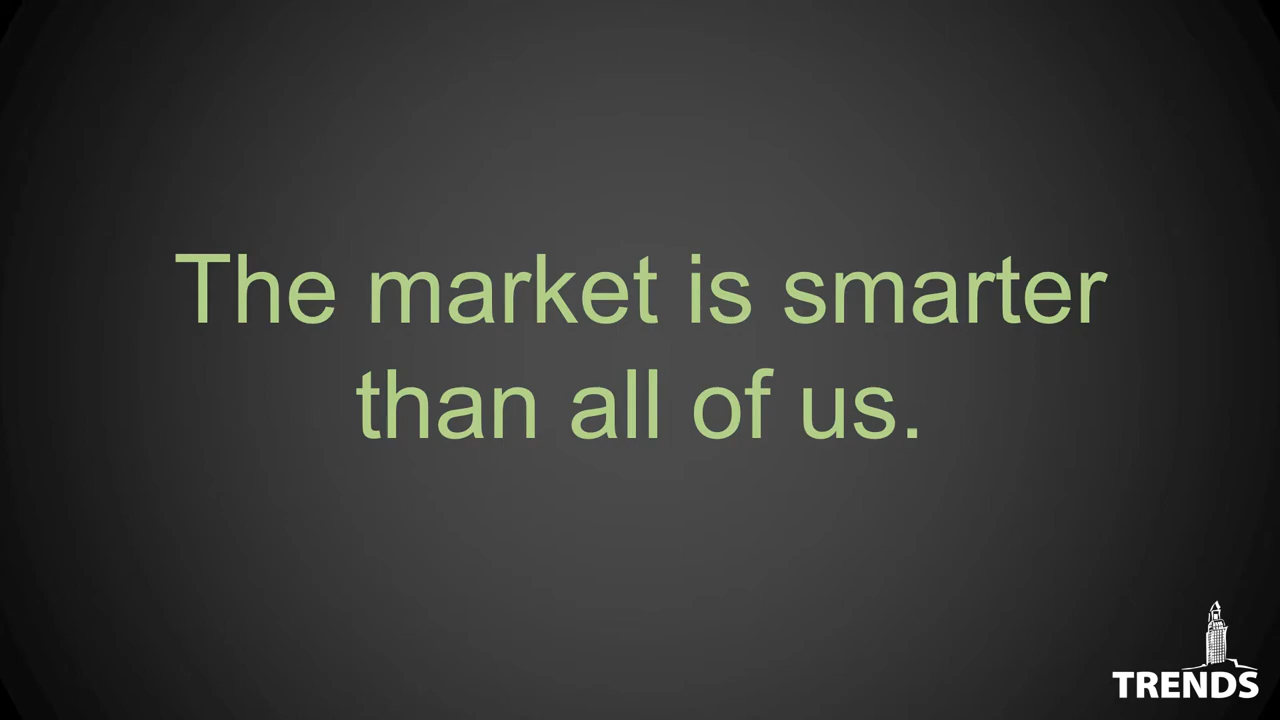 The market is smarter
than all of us.
TRENDS